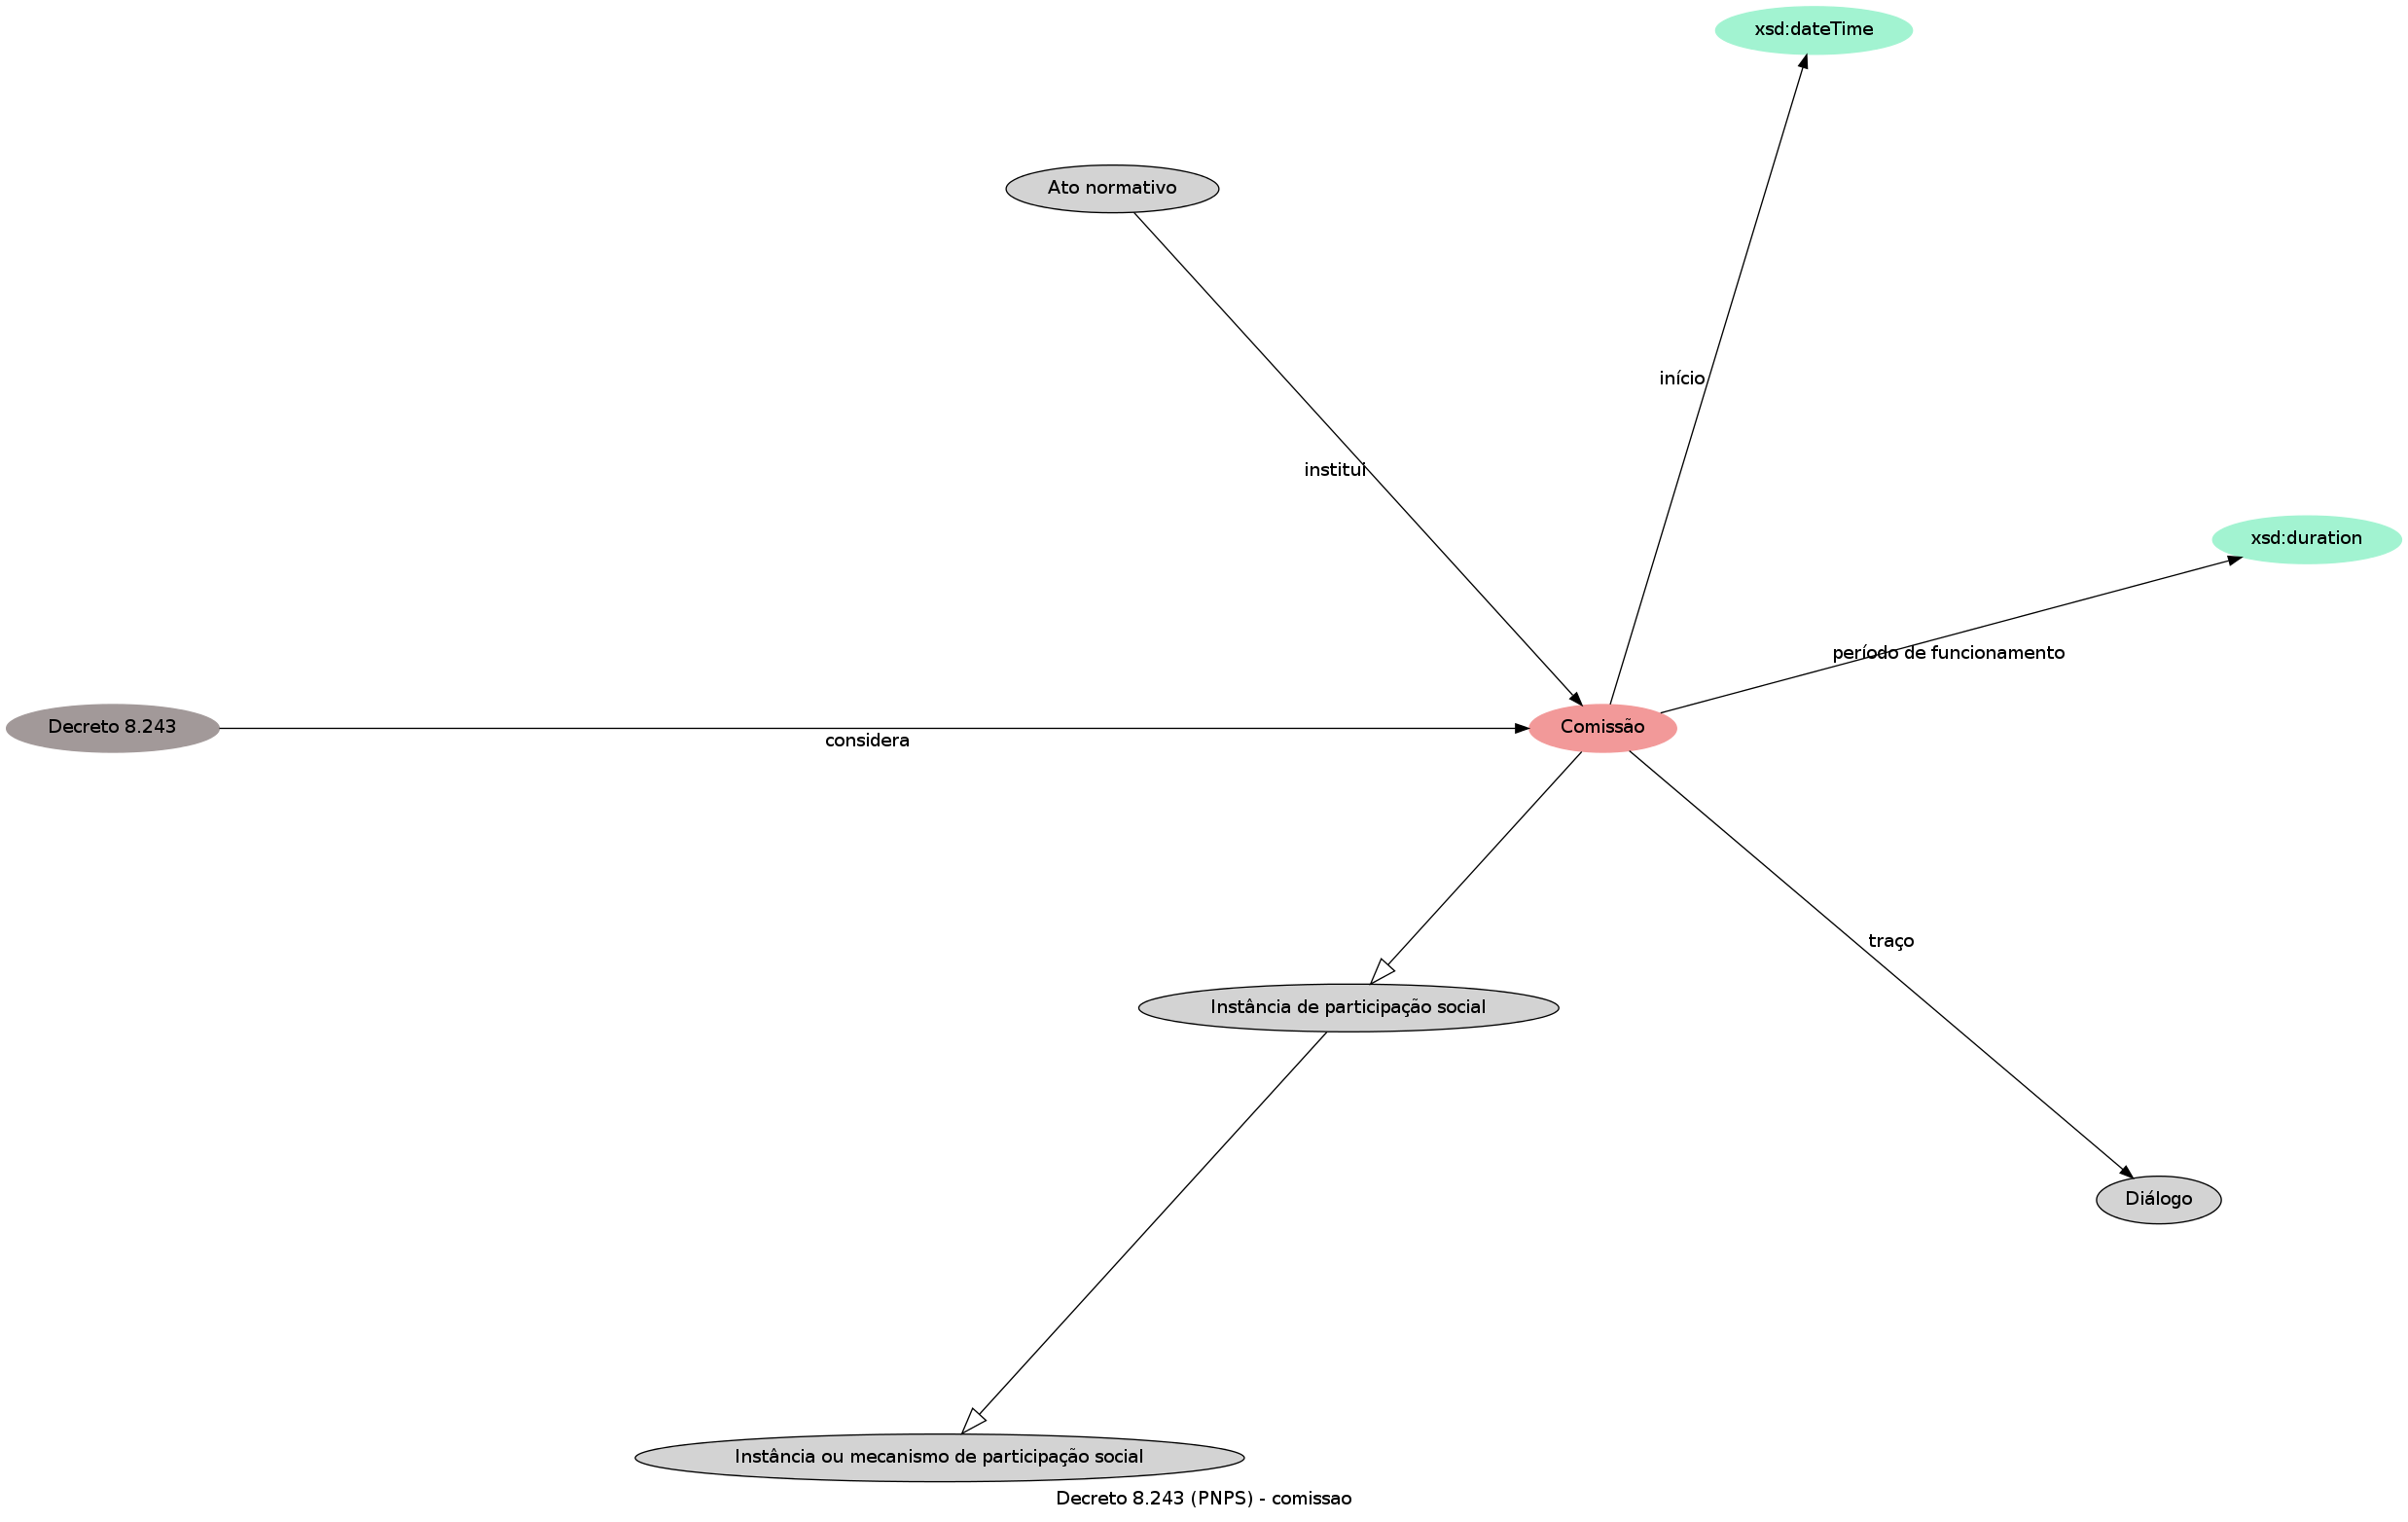 xsd:dateTime
Ato normativo
início
institui
xsd:duration
período de funcionamento
Decreto 8.243
considera
Comissão
traço
Instância de participação social
Diálogo
Instância ou mecanismo de participação social
Decreto 8.243 (PNPS) - comissao